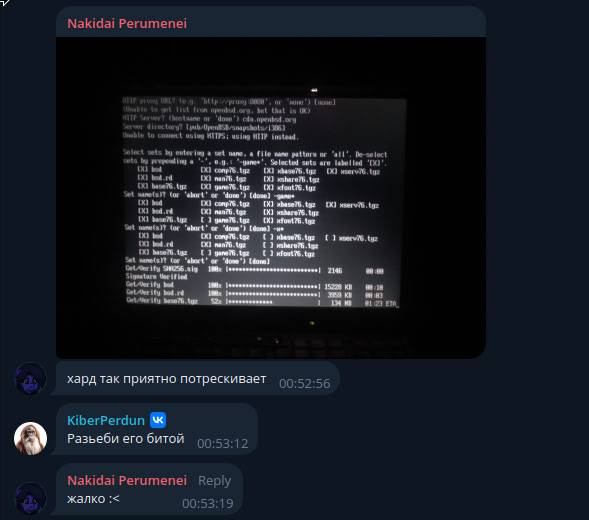 Nakidai Perumenei
HTTP proxy URL? (e.g. 'http://proxy:8080', or 'none') [none]
(Unable to get list from openbsd.org, but that is OK)
HTTP Server? (hostname or 'done') cdn.openbsd.org
Server directory? [pub/OpenBSD/snapshots/i386]
Unable to connect using HTTPS; using HTTP instead.
Select sets by entering a set name, a file name pattern or 'all'. De-select
sets by prepending a '-', e.g.: '-game*'. Selected sets are labelled '[X]'.
[X] bsd [X] comp76.tgz [X] xbase76.tgz [X] xserv76.tgz
[X] bsd.rd [X] man76.tgz [X] xshare76.tgz
[X] base76.tgz [X] game76.tgz [X] xfont76.tgz
Set name(s)? (or 'abort' or 'done') [done] -game*
[X] bsd [X] comp76.tgz [X] xbase76.tgz [X] xserv76.tgz
[X] bsd.rd [X] man76.tgz [X] xshare76.tgz
[X] base76.tgz [ ] game76.tgz [X] xfont76.tgz
Set name(s)? (or 'abort' or 'done') [done] -x*
[X] bsd [X] comp76.tgz [ ] xbase76.tgz [ ] xserv76.tgz
[X] bsd.rd [X] man76.tgz [ ] xshare76.tgz
[X] base76.tgz [ ] game76.tgz [ ] xfont76.tgz
Set name(s)? (or 'abort' or 'done') [done]
Get/Verify SHA256.sig 100% |**************************| 2146 00:00
Signature Verified
Get/Verify bsd 100% |**************************| 15220 KB 00:10
Get/Verify bsd.rd 100% |**************************| 3959 KB 00:03
Get/Verify base76.tgz 52% |************* | 134 MB 01:23 ETA
хард так приятно потрескивает 00:52:56
KiberPerdun
Разьеби его битой 00:53:12
Nakidai Perumenei Reply
жалко :< 00:53:19